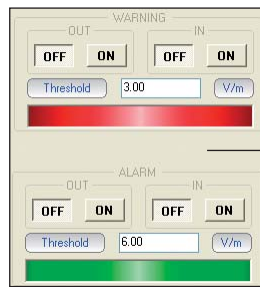 WARNING
OUT IN
OFF ON OFF ON
Threshold 3.00 V/m
ALARM
OUT IN
OFF ON OFF ON
Threshold 6.00 V/m